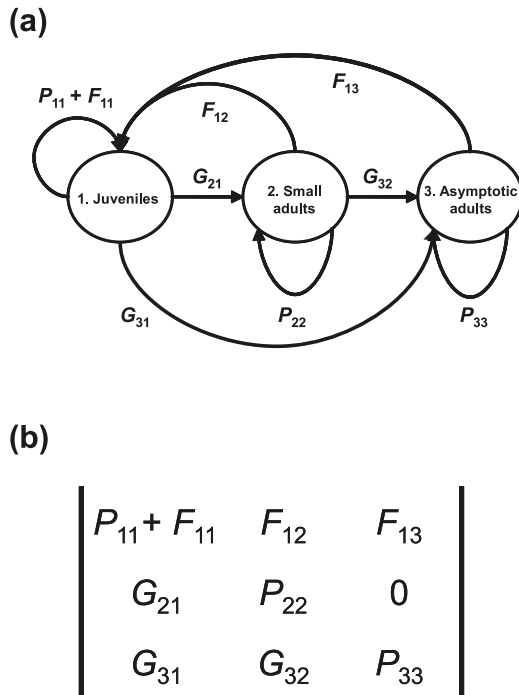 (a)
P₁₁ + F₁₁
F₁₃
F₁₂
1. Juveniles
G₂₁
2. Small
adults
G₃₂
3. Asymptotic
adults
G₃₁
P₂₂
P₃₃
(b)
P₁₁ + F₁₁ F₁₂ F₁₃
G₂₁ P₂₂ 0
G₃₁ G₃₂ P₃₃